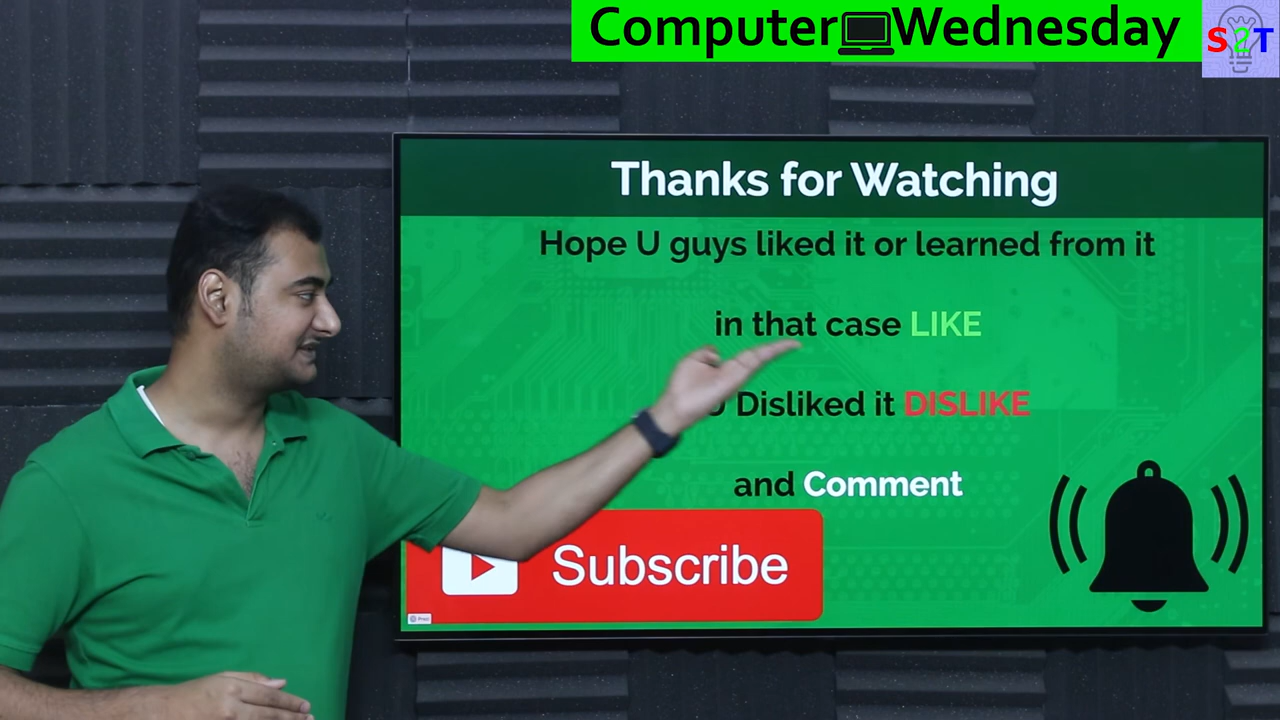 Computer Wednesday
S2T
Thanks for Watching
Hope U guys liked it or learned from it
in that case LIKE
Disliked it DISLIKE
and Comment
Subscribe
Prezi